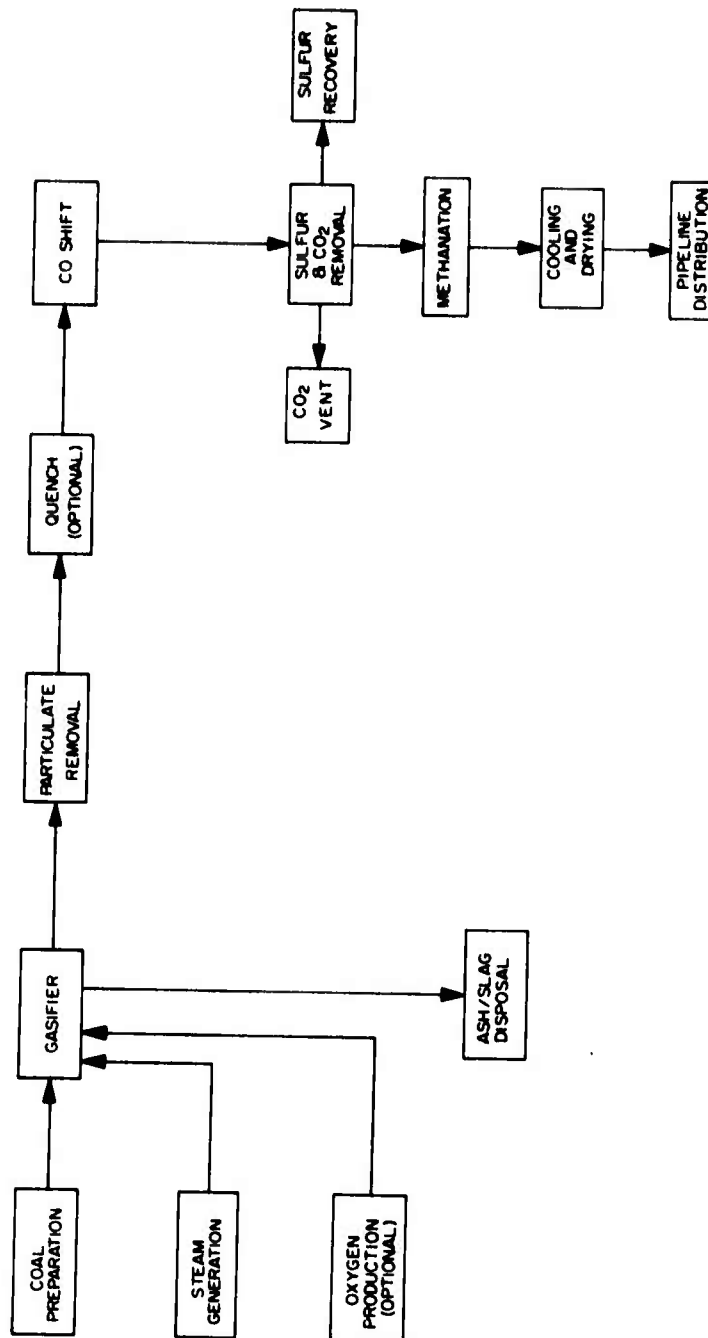 COAL
PREPARATION
STEAM
GENERATION
OXYGEN
PRODUCTION
(OPTIONAL)
GASIFIER
ASH/SLAG
DISPOSAL
PARTICULATE
REMOVAL
QUENCH
(OPTIONAL)
CO SHIFT
CO₂
VENT
SULFUR
& CO₂
REMOVAL
SULFUR
RECOVERY
METHANATION
COOLING
AND
DRYING
PIPELINE
DISTRIBUTION